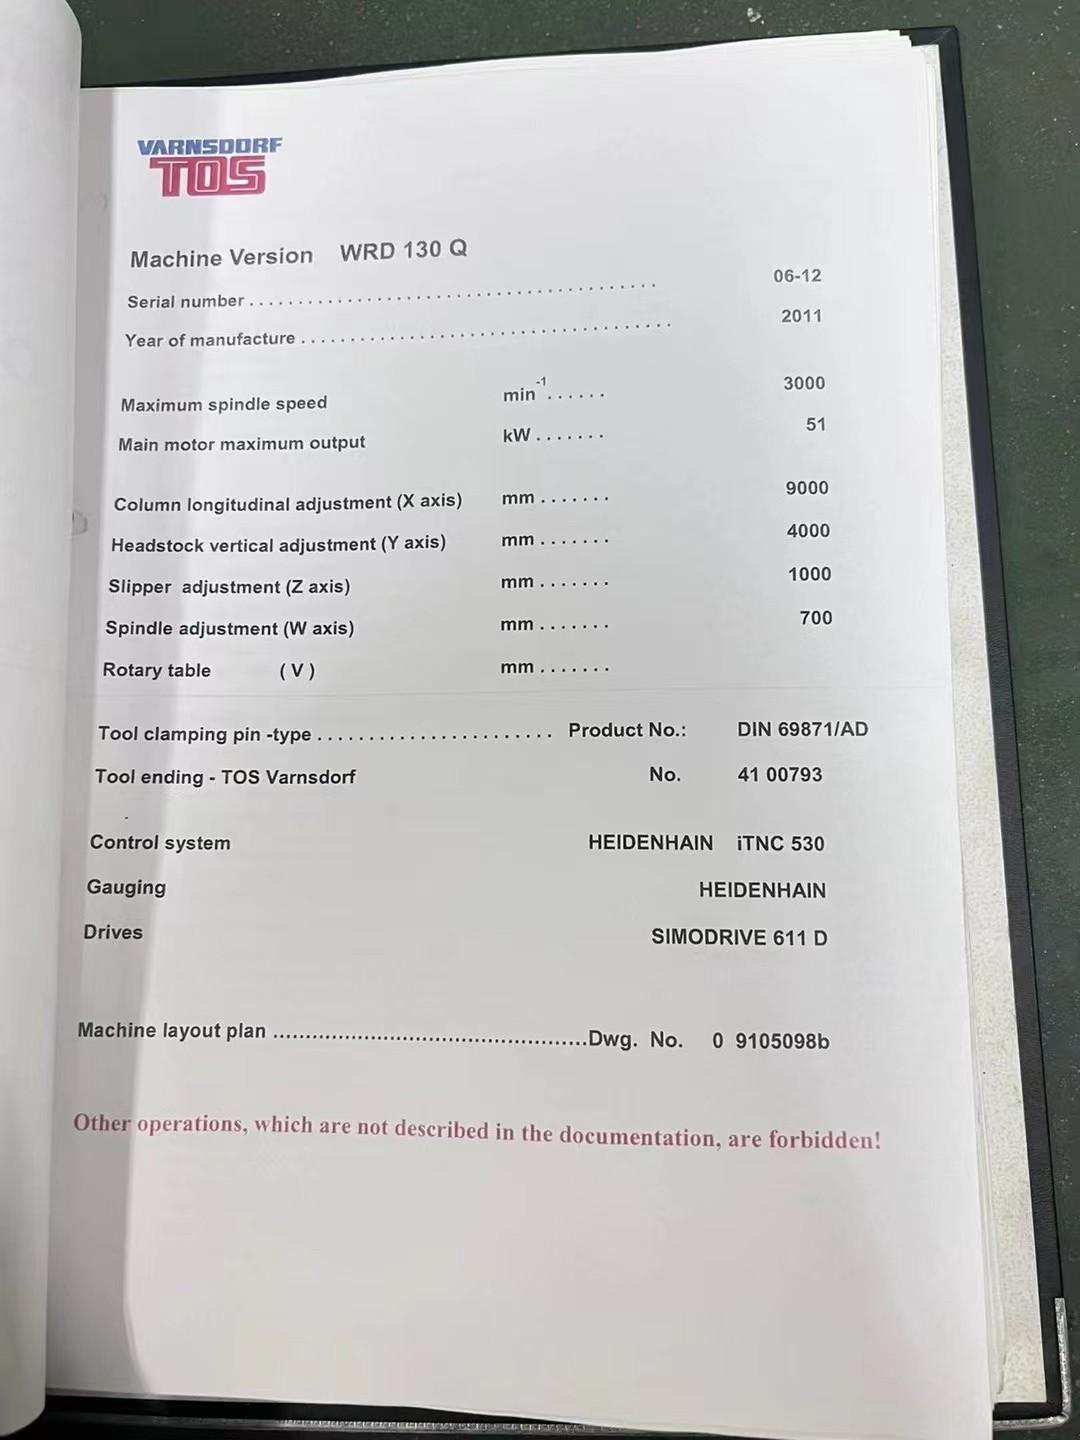 VARNSDORF
TOS
Machine Version WRD 130 Q
Serial number ........................................ 06-12
Year of manufacture ...................................... 2011
Maximum spindle speed min-1...... 3000
Main motor maximum output kW ....... 51
Column longitudinal adjustment (X axis) mm ....... 9000
Headstock vertical adjustment (Y axis) mm ....... 4000
Slipper adjustment (Z axis) mm ....... 1000
Spindle adjustment (W axis) mm ....... 700
Rotary table ( V ) mm .......
Tool clamping pin -type ....................... Product No.: DIN 69871/AD
Tool ending - TOS Varnsdorf No. 41 00793
Control system HEIDENHAIN iTNC 530
Gauging HEIDENHAIN
Drives SIMODRIVE 611 D
Machine layout plan ................................................Dwg. No. 0 9105098b
Other operations, which are not described in the documentation, are forbidden!